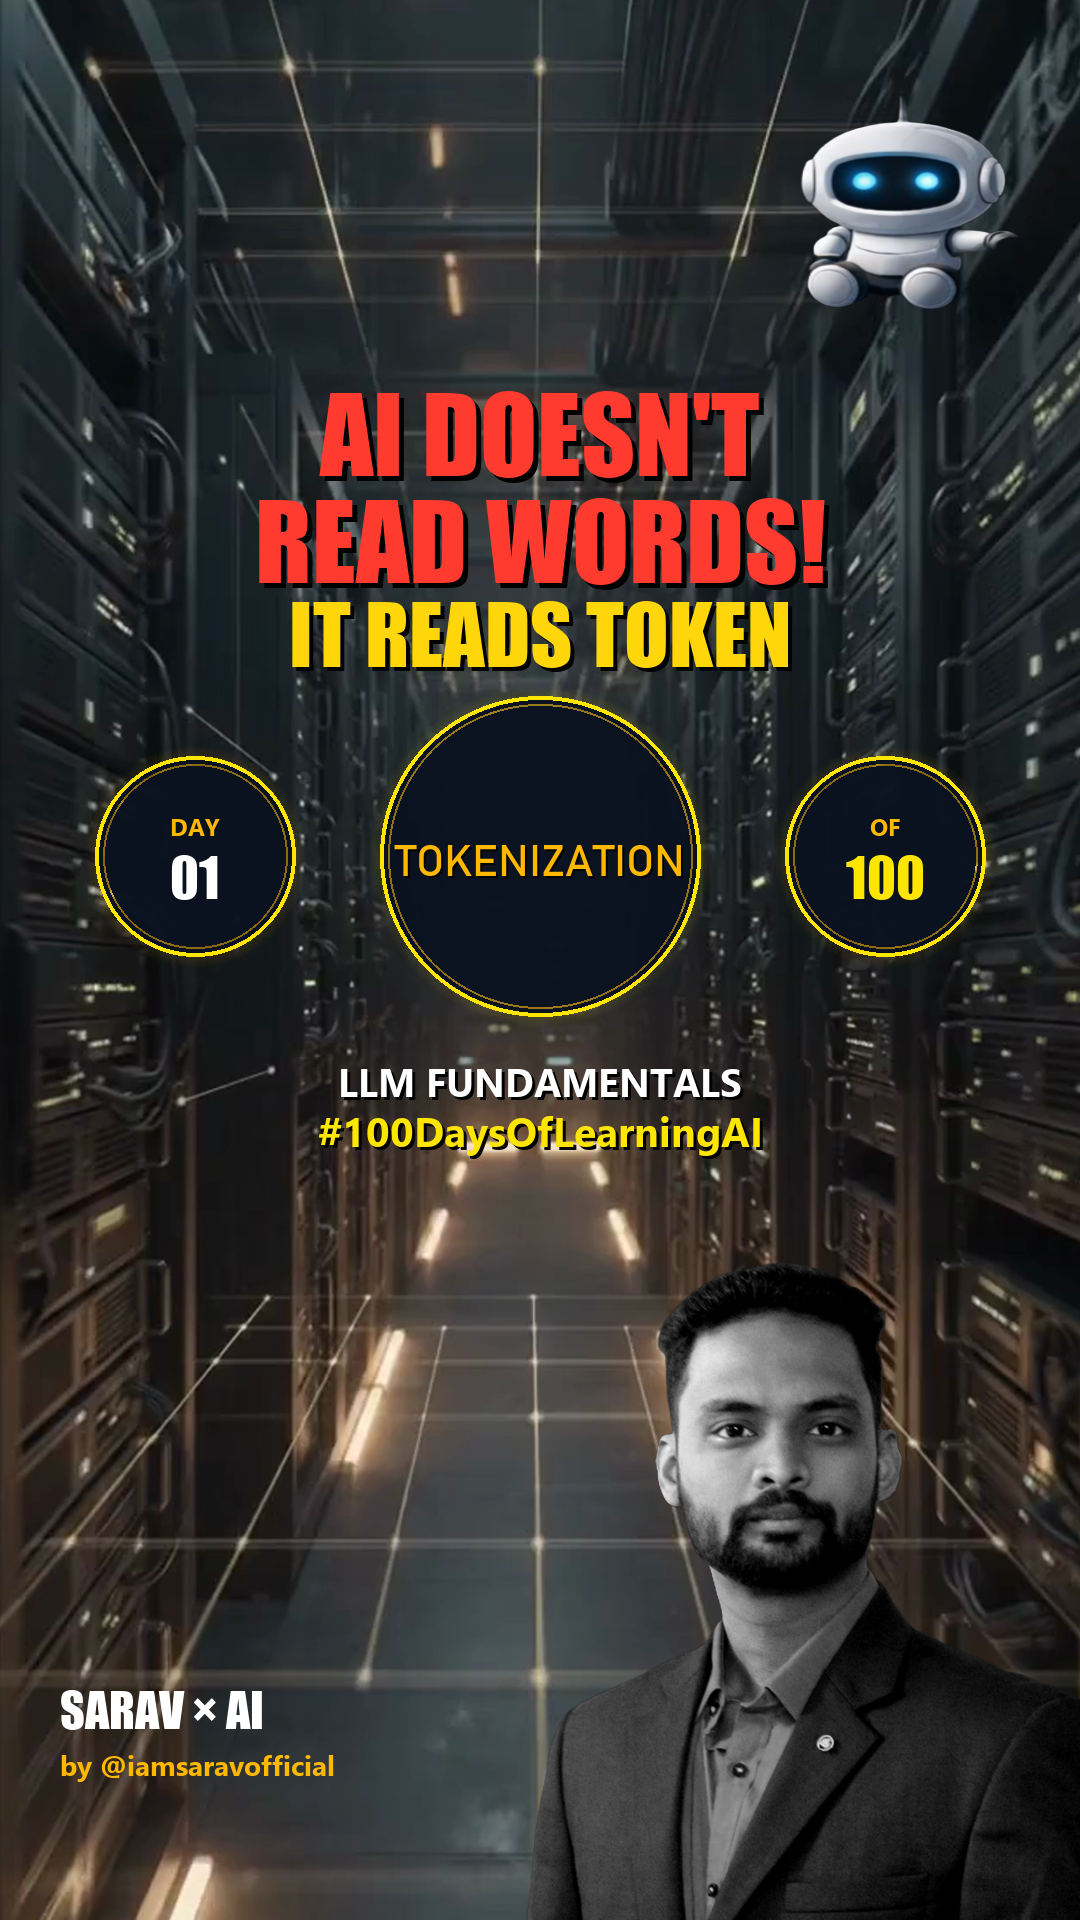 AI DOESN'T
READ WORDS!
IT READS TOKEN
DAY
01
TOKENIZATION
OF
100
LLM FUNDAMENTALS
#100DaysOfLearningAI
SARAV × AI
by @iamsaravofficial